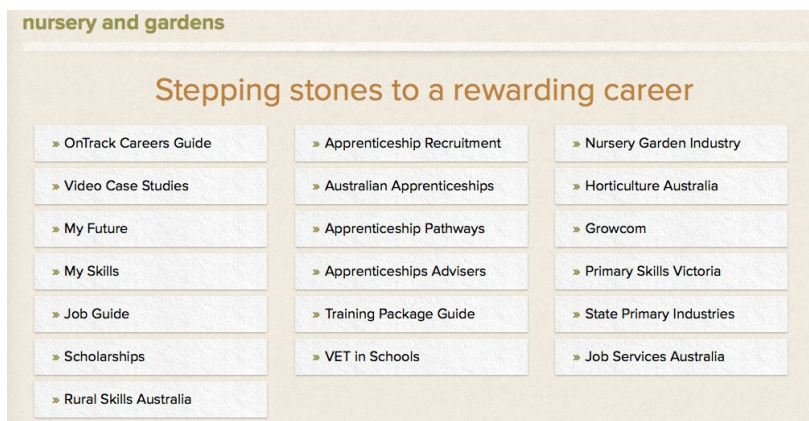 nursery and gardens
Stepping stones to a rewarding career
» OnTrack Careers Guide
» Video Case Studies
» My Future
» My Skills
» Job Guide
» Scholarships
» Rural Skills Australia
» Apprenticeship Recruitment
» Australian Apprenticeships
» Apprenticeship Pathways
» Apprenticeships Advisers
» Training Package Guide
» VET in Schools
» Nursery Garden Industry
» Horticulture Australia
» Growcom
» Primary Skills Victoria
» State Primary Industries
» Job Services Australia